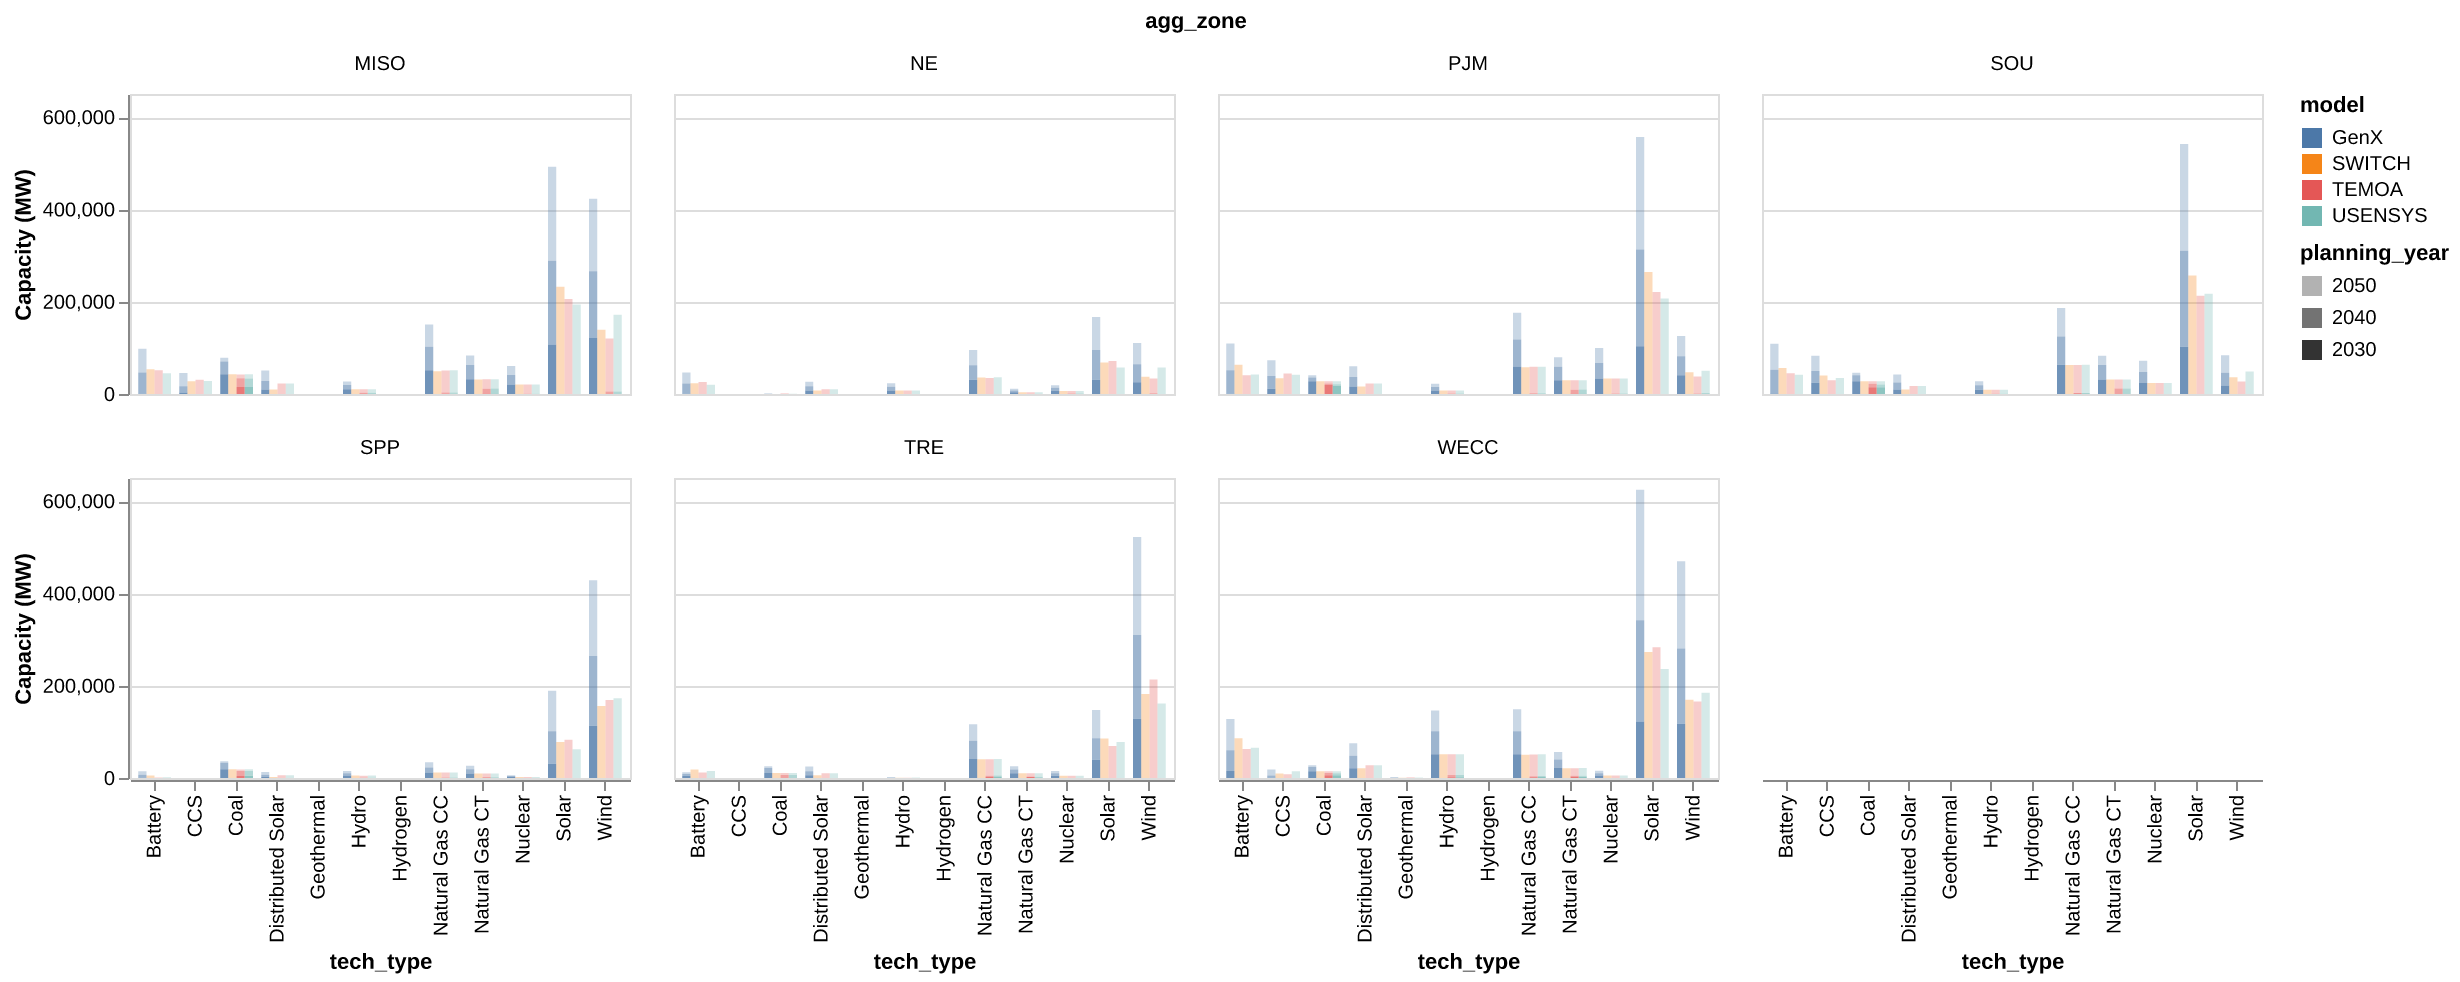 agg_zone
MISO
NE
PJM
SOU
Capacity (MW)
600,000
400,000
200,000
0
model
GenX
SWITCH
TEMOA
USENSYS
planning_year
2050
2040
2030
SPP
TRE
WECC
Capacity (MW)
600,000
400,000
200,000
0
Battery
CCS
Coal
Distributed Solar
Geothermal
Hydro
Hydrogen
Natural Gas CC
Natural Gas CT
Nuclear
Solar
Wind
tech_type
Battery
CCS
Coal
Distributed Solar
Geothermal
Hydro
Hydrogen
Natural Gas CC
Natural Gas CT
Nuclear
Solar
Wind
tech_type
Battery
CCS
Coal
Distributed Solar
Geothermal
Hydro
Hydrogen
Natural Gas CC
Natural Gas CT
Nuclear
Solar
Wind
tech_type
Battery
CCS
Coal
Distributed Solar
Geothermal
Hydro
Hydrogen
Natural Gas CC
Natural Gas CT
Nuclear
Solar
Wind
tech_type